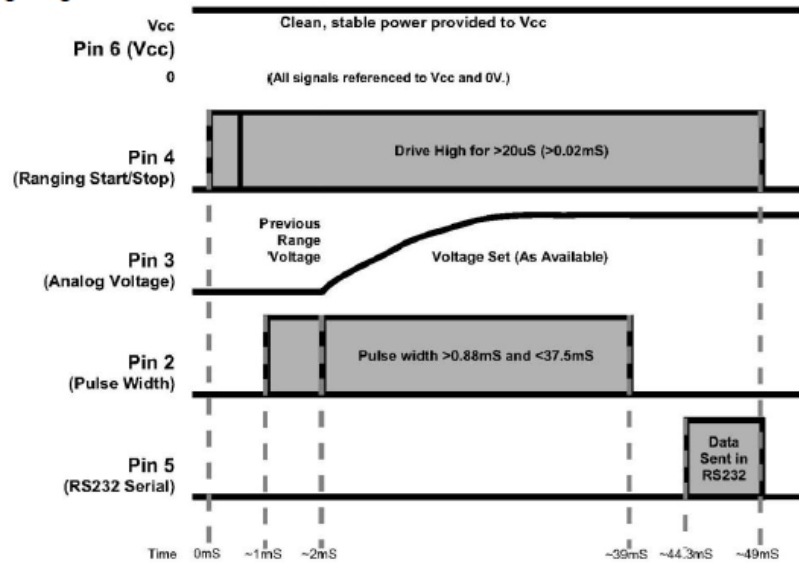 Vcc
Clean, stable power provided to Vcc
Pin 6 (Vcc)
0
(All signals referenced to Vcc and 0V.)
Pin 4
(Ranging Start/Stop)
Drive High for >20uS (>0.02mS)
Previous
Range
'Voltage
Pin 3
(Analog Voltage)
Voltage Set (As Available)
Pin 2
(Pulse Width)
Pulse width >0.88mS and <37.5mS
Pin 5
(RS232 Serial)
Data
Sent in
RS232
Time 0mS ~1mS ~2mS ~39mS ~44.3mS ~49mS